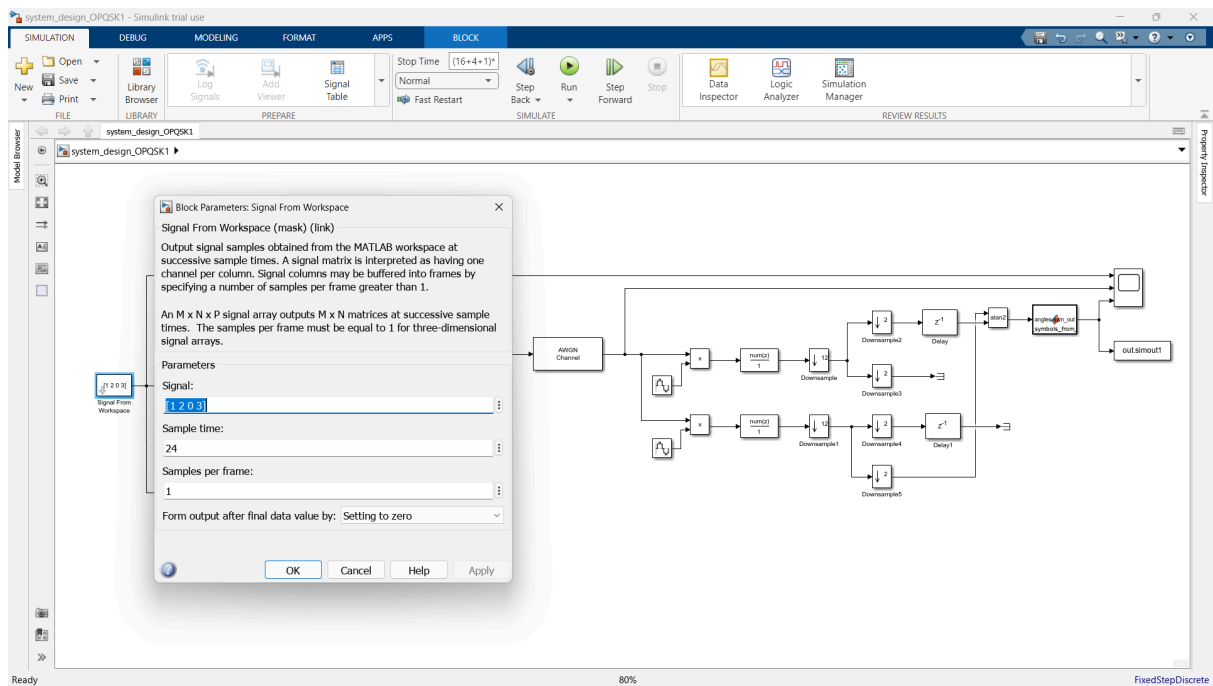 system_design_OPQSK1 - Simulink trial use
SIMULATION DEBUG MODELING FORMAT APPS BLOCK
New
Open
Save
Print
FILE
Library Browser
LIBRARY
Log Signals
Add Viewer
Signal Table
PREPARE
Stop Time (16+4+1)*
Normal
Fast Restart
Step Back
Run
Step Forward
Stop
SIMULATE
Data Inspector
Logic Analyzer
Simulation Manager
REVIEW RESULTS
Model Browser
system_design_OPQSK1
Property Inspector
system_design_OPQSK1
Block Parameters: Signal From Workspace
Signal From Workspace (mask) (link)
Output signal samples obtained from the MATLAB workspace at
successive sample times. A signal matrix is interpreted as having one
channel per column. Signal columns may be buffered into frames by
specifying a number of samples per frame greater than 1.
An M x N x P signal array outputs M x N matrices at successive sample
times. The samples per frame must be equal to 1 for three-dimensional
signal arrays.
Parameters
Signal:
[1 2 0 3]
Sample time:
24
Samples per frame:
1
Form output after final data value by: Setting to zero
OK Cancel Help Apply
[1 2 0 3]
Signal From
Workspace
AWGN
Channel
x
num(z)
1
12
Downsample
2
Downsample2
z-1
Delay
atan2
symbols_from_
out.simout1
2
Downsample3
x
num(z)
1
12
Downsample1
2
Downsample4
z-1
Delay1
2
Downsample5
Ready 80% FixedStepDiscrete